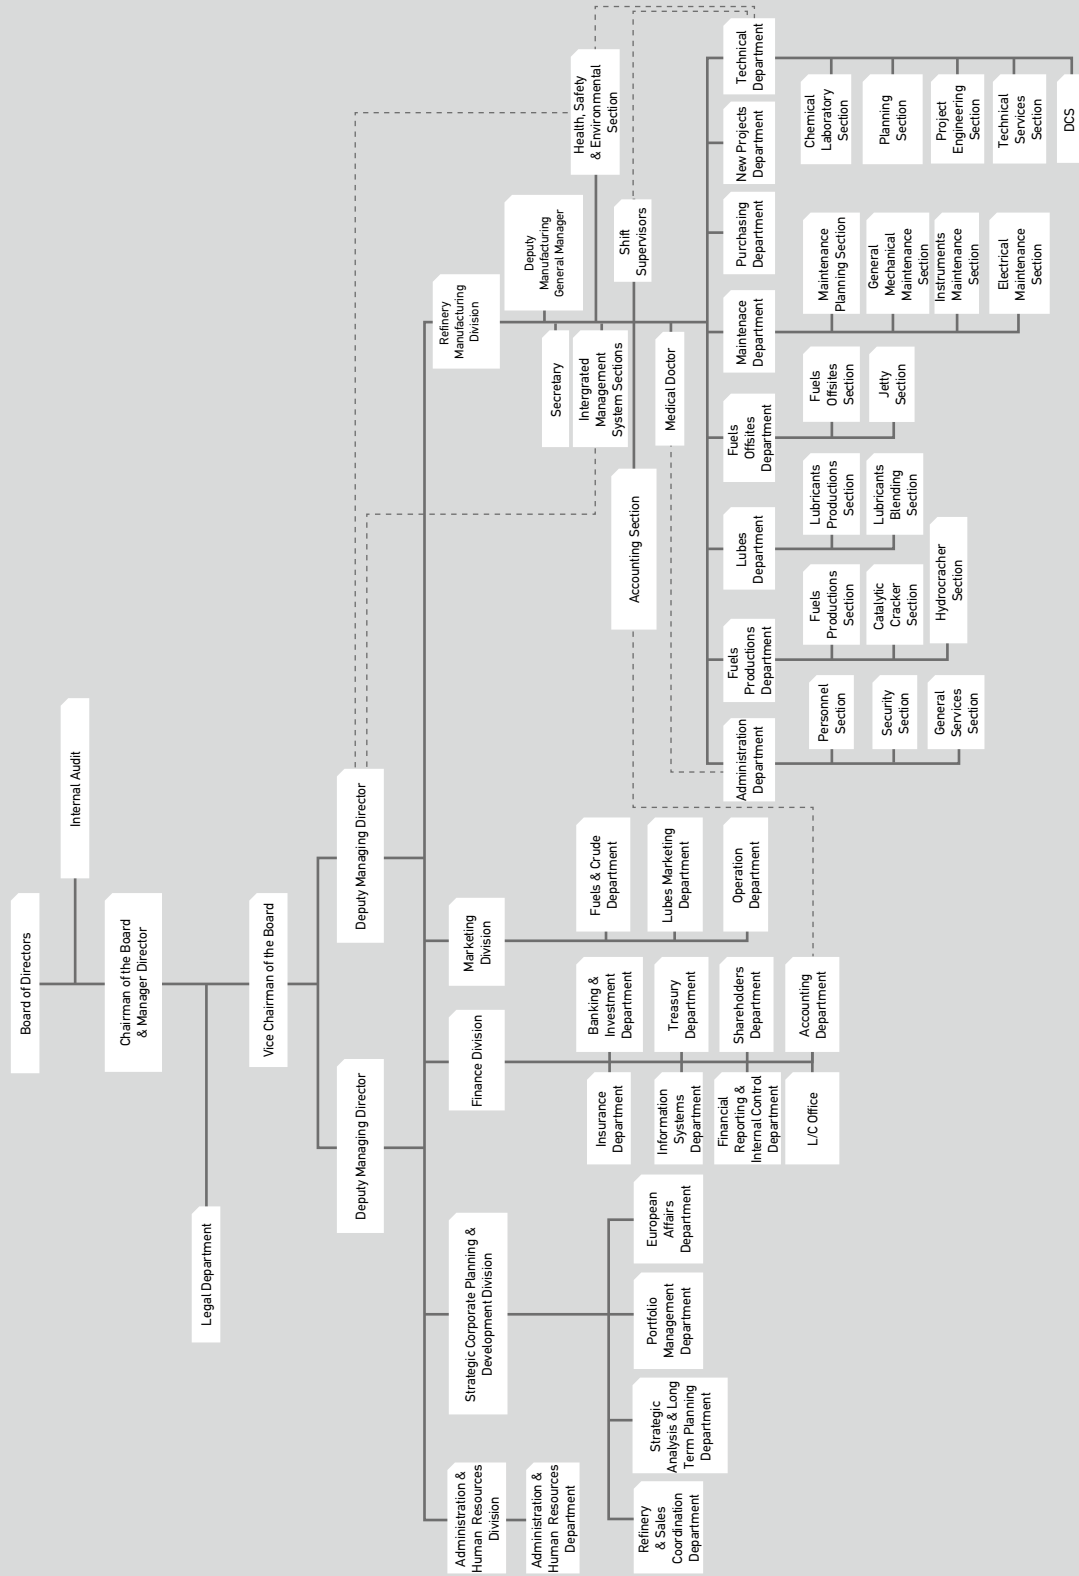 Board of Directors
Internal Audit
Chairman of the Board
& Manager Director
Legal Department
Vice Chairman of the Board
Deputy Managing Director
Deputy Managing Director
Administration &
Human Resources
Division
Administration &
Human Resources
Department
Strategic Corporate Planning &
Development Division
Refinery
& Sales
Coordination
Department
Strategic
Analysis & Long
Term Planning
Department
Portfolio
Management
Department
European
Affairs
Department
Finance Division
Insurance
Department
Banking &
Investment
Department
Information
Systems
Department
Treasury
Department
Financial
Reporting &
Internal Control
Department
Shareholders
Department
L/C Office
Accounting
Department
Marketing
Division
Fuels & Crude
Department
Lubes Marketing
Department
Operation
Department
Refinery
Manufacturing
Division
Deputy
Manufacturing
General Manager
Secretary
Health, Safety
& Environmental
Section
Intergrated
Management
System Sections
Accounting Section
Shift
Supervisors
Medical Doctor
Administration
Department
Personnel
Section
Security
Section
General
Services
Section
Fuels
Productions
Department
Fuels
Productions
Section
Catalytic
Cracker
Section
Hydrocracher
Section
Lubes
Department
Lubricants
Productions
Section
Lubricants
Blending
Section
Fuels
Offsites
Department
Fuels
Offsites
Section
Jetty
Section
Maintenace
Department
Maintenance
Planning Section
General
Mechanical
Maintenance
Section
Instruments
Maintenance
Section
Electrical
Maintenance
Section
Purchasing
Department
New Projects
Department
Technical
Department
Chemical
Laboratory
Section
Planning
Section
Project
Engineering
Section
Technical
Services
Section
DCS